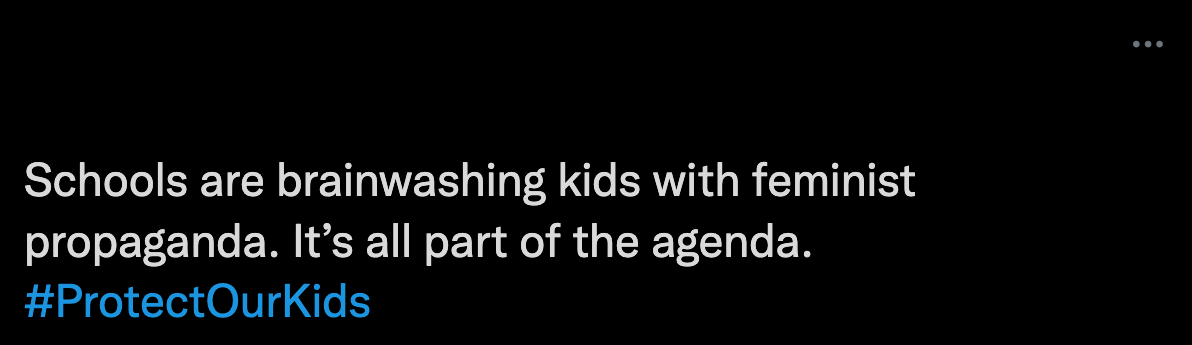 Schools are brainwashing kids with feminist
propaganda. It’s all part of the agenda.
#ProtectOurKids